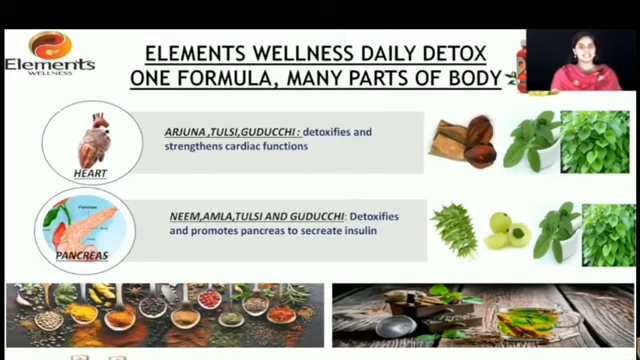 Elements
WELLNESS
ELEMENTS WELLNESS DAILY DETOX
ONE FORMULA, MANY PARTS OF BODY
ARJUNA ,TULSI,GUDUCCHI : detoxifies and
strengthens cardiac functions
HEART
NEEM,AMLA,TULSI AND GUDUCCHI: Detoxifies
and promotes pancreas to secreate insulin
PANCREAS